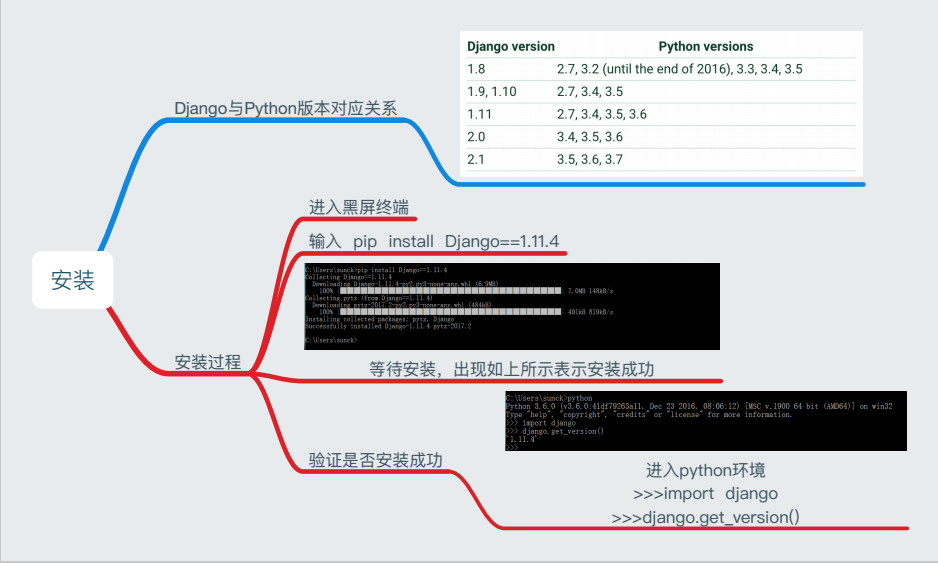 Django version Python versions
1.8 2.7, 3.2 (until the end of 2016), 3.3, 3.4, 3.5
1.9, 1.10 2.7, 3.4, 3.5
1.11 2.7, 3.4, 3.5, 3.6
2.0 3.4, 3.5, 3.6
2.1 3.5, 3.6, 3.7
Django与Python版本对应关系
安装
安装过程
进入黑屏终端
输入 pip install Django==1.11.4
C:\Users\sunck>pip install Django==1.11.4
Collecting Django==1.11.4
Downloading Django-1.11.4-py2.py3-none-any.whl (6.9MB)
100% 7.0MB 148kB/s
Collecting pytz (from Django==1.11.4)
Downloading pytz-2017.2-py2.py3-none-any.whl (484kB)
100% 491kB 819kB/s
Installing collected packages: pytz, Django
Successfully installed Django-1.11.4 pytz-2017.2
C:\Users\sunck>
等待安装，出现如上所示表示安装成功
验证是否安装成功
C:\Users\sunck>python
Python 3.6.0 (v3.6.0:41df79263a11, Dec 23 2016, 08:06:12) [MSC v.1900 64 bit (AMD64)] on win32
Type "help", "copyright", "credits" or "license" for more information.
>>> import django
>>> django.get_version()
'1.11.4'
>>>
进入python环境
>>>import django
>>>django.get_version()